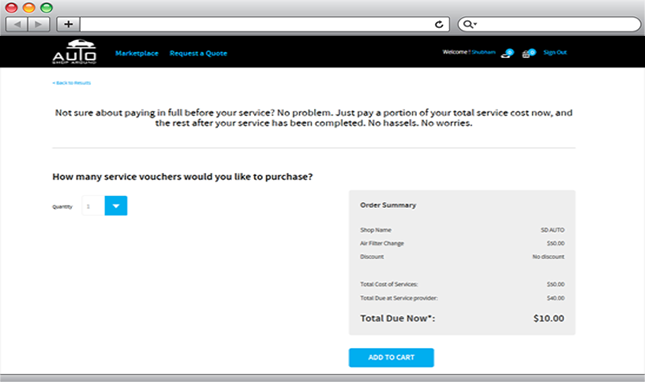 AUTO
SHOP AROUND
Marketplace
Request a Quote
Welcome ! Shubham
Sign Out
< Back to Results
Not sure about paying in full before your service? No problem. Just pay a portion of your total service cost now, and
the rest after your service has been completed. No hassels. No worries.
How many service vouchers would you like to purchase?
Quantity
Order Summary
Shop Name SD AUTO
Air Filter Change $50.00
Discount No discount
Total Cost of Services: $50.00
Total Due at Service provider: $40.00
Total Due Now*: $10.00
ADD TO CART